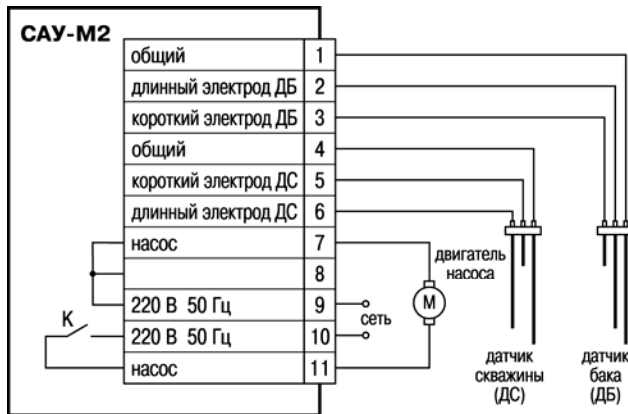 САУ-М2
общий 1
длинный электрод ДБ 2
короткий электрод ДБ 3
общий 4
короткий электрод ДС 5
длинный электрод ДС 6
насос 7
8
220 В 50 Гц 9
220 В 50 Гц 10
насос 11
К
сеть
двигатель
насоса
М
датчик
скважины
(ДС)
датчик
бака
(ДБ)